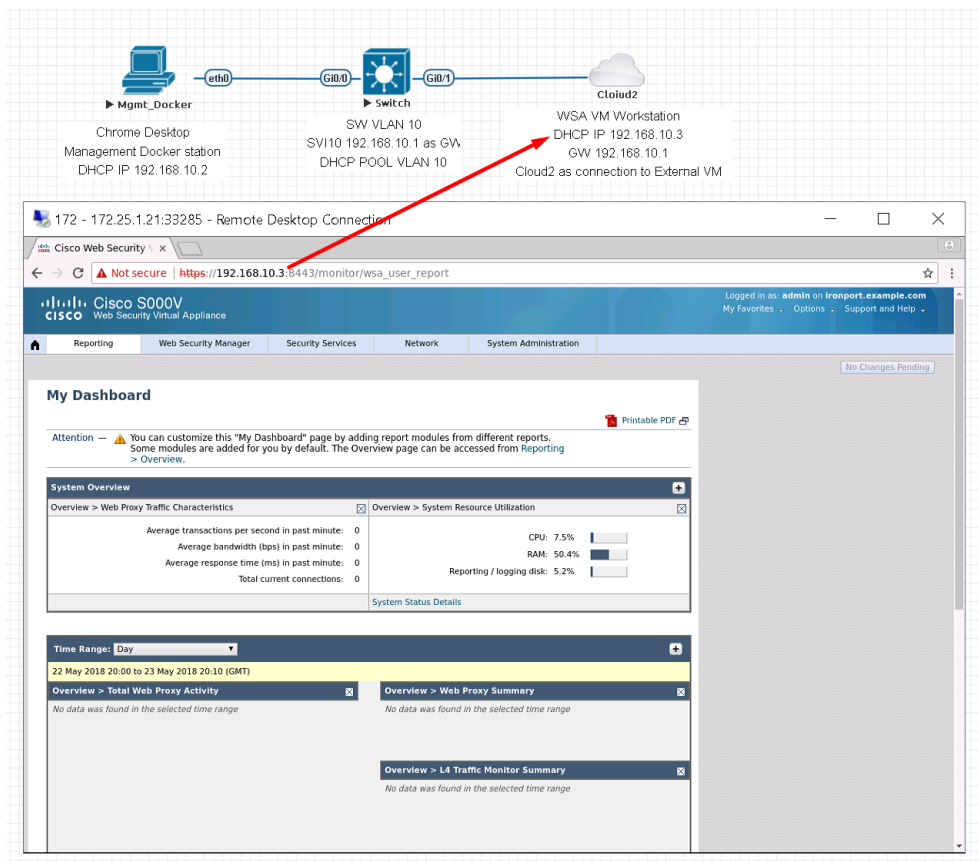 eth0
Gi0/0
Gi0/1
Mgmt_Docker
Switch
Cloiud2
Chrome Desktop
Management Docker station
DHCP IP 192.168.10.2
SW VLAN 10
SVI10 192.168.10.1 as GW
DHCP POOL VLAN 10
WSA VM Workstation
DHCP IP 192.168.10.3
GW 192.168.10.1
Cloud2 as connection to External VM
172 - 172.25.1.21:33285 - Remote Desktop Connection
Cisco Web Security V
Not secure | https://192.168.10.3:8443/monitor/wsa_user_report
cisco
Cisco S000V
Web Security Virtual Appliance
Logged in as: admin on ironport.example.com
My Favorites Options Support and Help
Reporting Web Security Manager Security Services Network System Administration
No Changes Pending
My Dashboard
Printable PDF
Attention — You can customize this "My Dashboard" page by adding report modules from different reports.
Some modules are added for you by default. The Overview page can be accessed from Reporting
> Overview.
System Overview
Overview > Web Proxy Traffic Characteristics
Average transactions per second in past minute: 0
Average bandwidth (bps) in past minute: 0
Average response time (ms) in past minute: 0
Total current connections: 0
Overview > System Resource Utilization
CPU: 7.5%
RAM: 50.4%
Reporting / logging disk: 5.2%
System Status Details
Time Range: Day
22 May 2018 20:00 to 23 May 2018 20:10 (GMT)
Overview > Total Web Proxy Activity
No data was found in the selected time range
Overview > Web Proxy Summary
No data was found in the selected time range
Overview > L4 Traffic Monitor Summary
No data was found in the selected time range